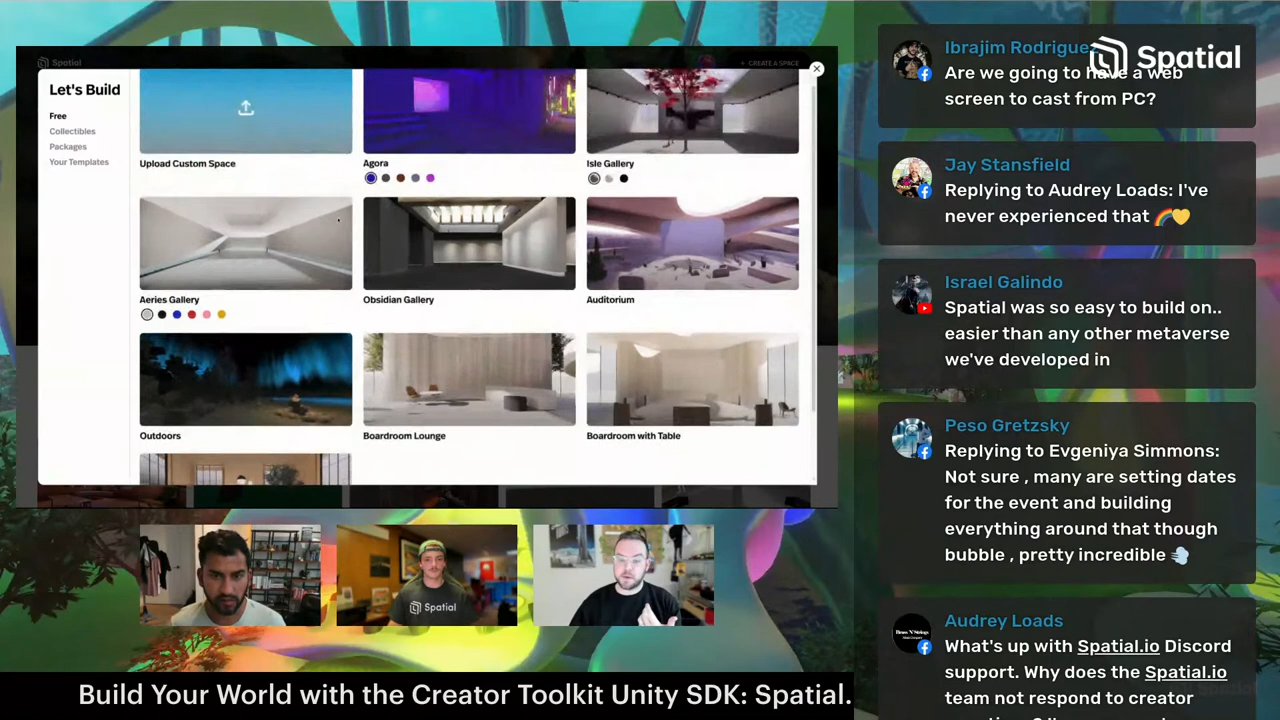 Spatial
+ CREATE A SPACE
Let's Build
Free
Collectibles
Packages
Your Templates
Upload Custom Space
Agora
Isle Gallery
Aeries Gallery
Obsidian Gallery
Auditorium
Outdoors
Boardroom Lounge
Boardroom with Table
Spatial
Build Your World with the Creator Toolkit Unity SDK: Spatial.
Spatial
Ibrajim Rodriguez
Are we going to have a web
screen to cast from PC?
Jay Stansfield
Replying to Audrey Loads: I've
never experienced that 🌈💛
Israel Galindo
Spatial was so easy to build on..
easier than any other metaverse
we've developed in
Peso Gretzsky
Replying to Evgeniya Simmons:
Not sure , many are setting dates
for the event and building
everything around that though
bubble , pretty incredible 💨
Audrey Loads
What's up with Spatial.io Discord
support. Why does the Spatial.io
team not respond to creator